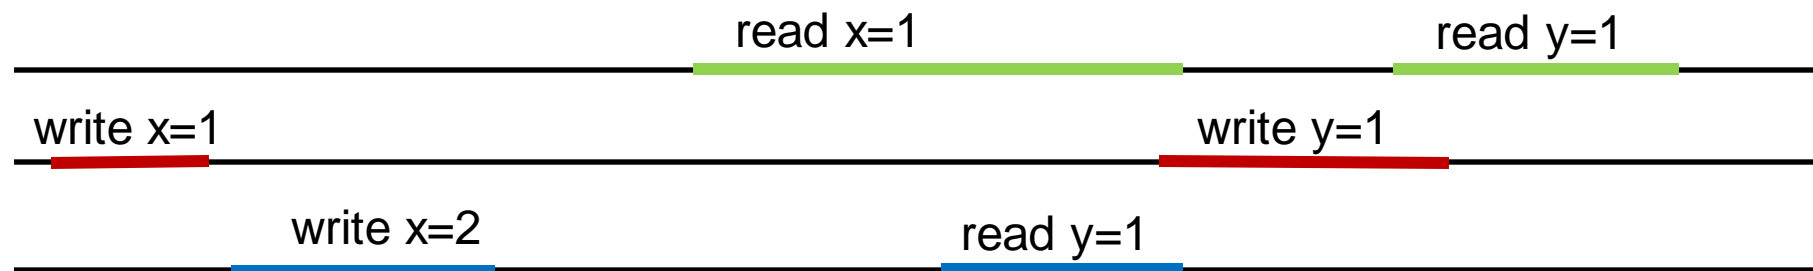 read x=1
read y=1
write x=1
write y=1
write x=2
read y=1